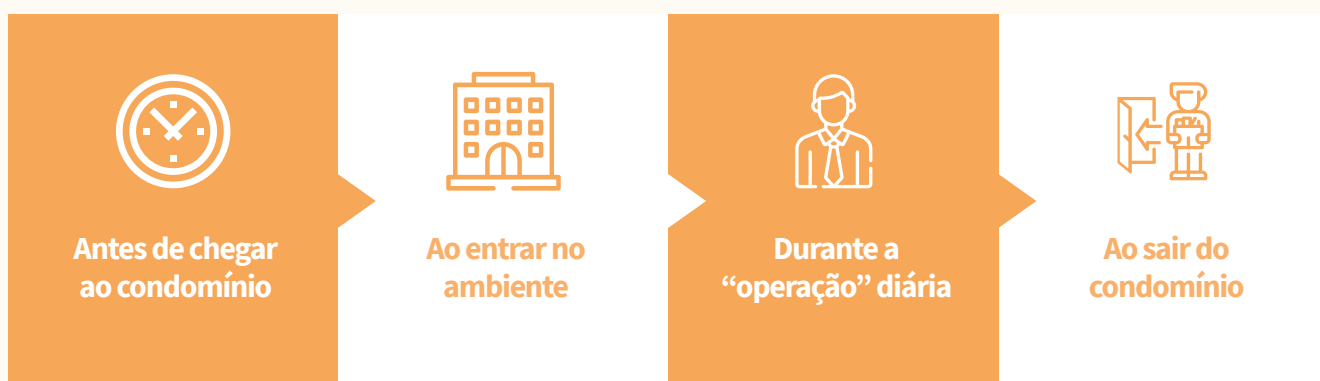 Antes de chegar
ao condomínio
Ao entrar no
ambiente
Durante a
“operação” diária
Ao sair do
condomínio